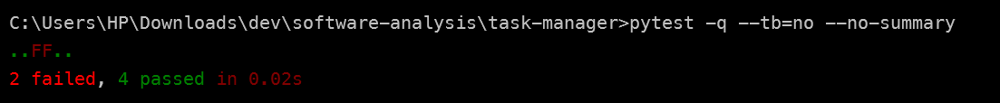 C:\Users\HP\Downloads\dev\software-analysis\task-manager>pytest -q --tb=no --no-summary
..FF..
2 failed, 4 passed in 0.02s